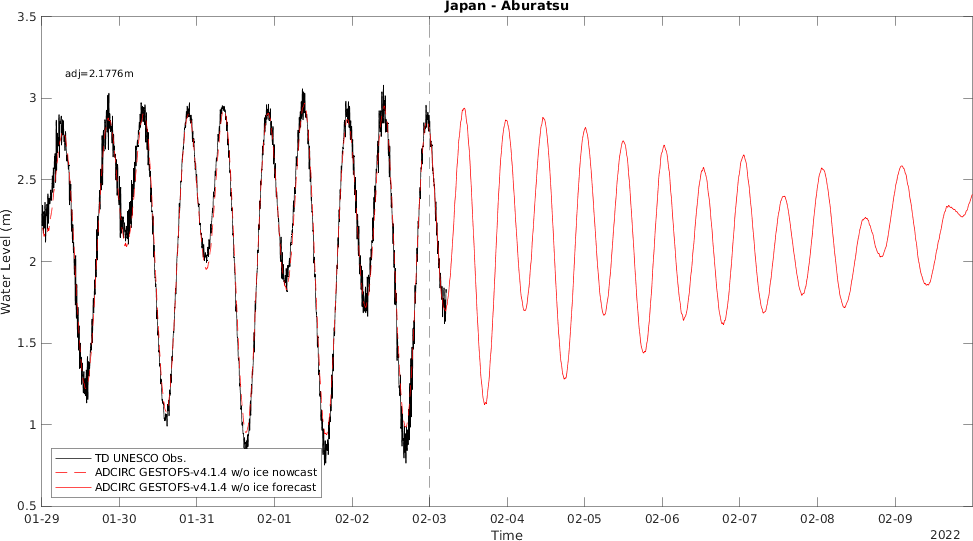 Japan - Aburatsu
3.5
adj=2.1776m
3
2.5
Water Level (m)
2
1.5
1
TD UNESCO Obs.
ADCIRC GESTOFS-v4.1.4 w/o ice nowcast
ADCIRC GESTOFS-v4.1.4 w/o ice forecast
0.5
01-29 01-30 01-31 02-01 02-02 02-03 02-04 02-05 02-06 02-07 02-08 02-09
Time
2022